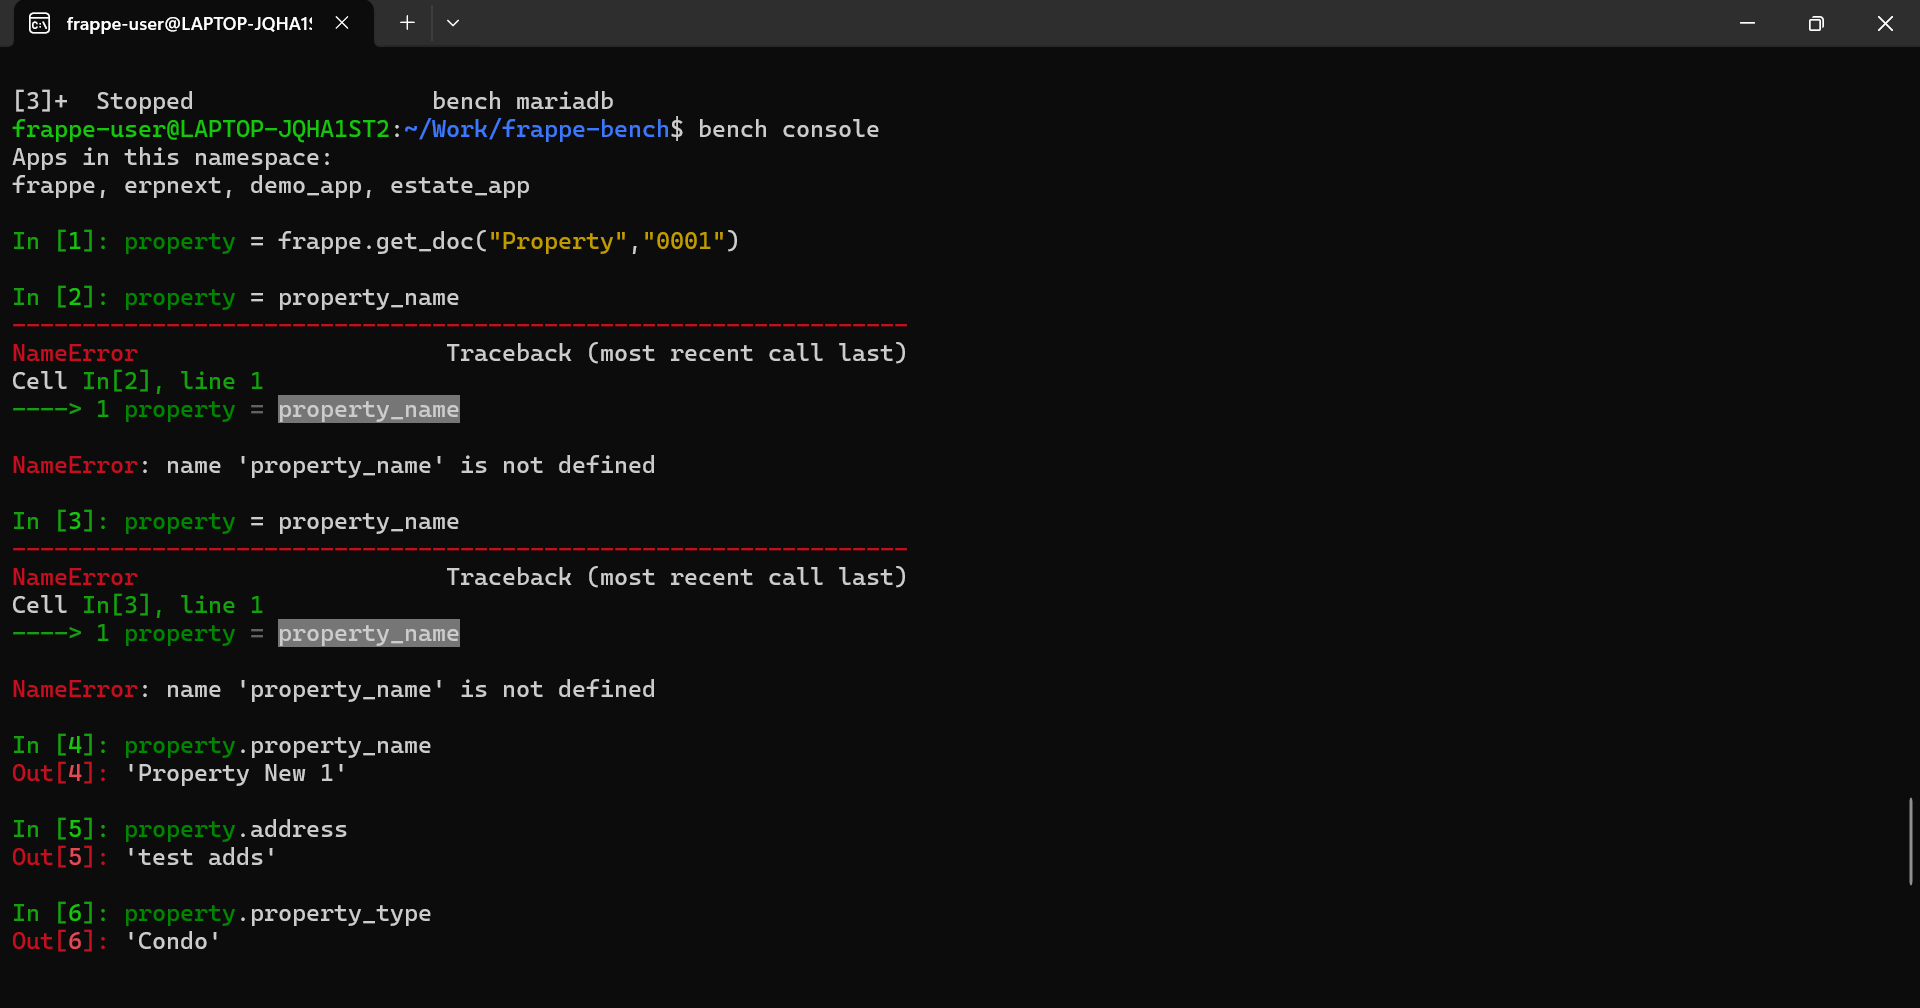 frappe-user@LAPTOP-JQHA1S
[3]+  Stopped                 bench mariadb
frappe-user@LAPTOP-JQHA1ST2:~/Work/frappe-bench$ bench console
Apps in this namespace:
frappe, erpnext, demo_app, estate_app
In [1]: property = frappe.get_doc("Property","0001")
In [2]: property = property_name
---------------------------------------------------------------------------
NameError                      Traceback (most recent call last)
Cell In[2], line 1
----> 1 property = property_name
NameError: name 'property_name' is not defined
In [3]: property = property_name
---------------------------------------------------------------------------
NameError                      Traceback (most recent call last)
Cell In[3], line 1
----> 1 property = property_name
NameError: name 'property_name' is not defined
In [4]: property.property_name
Out[4]: 'Property New 1'
In [5]: property.address
Out[5]: 'test adds'
In [6]: property.property_type
Out[6]: 'Condo'